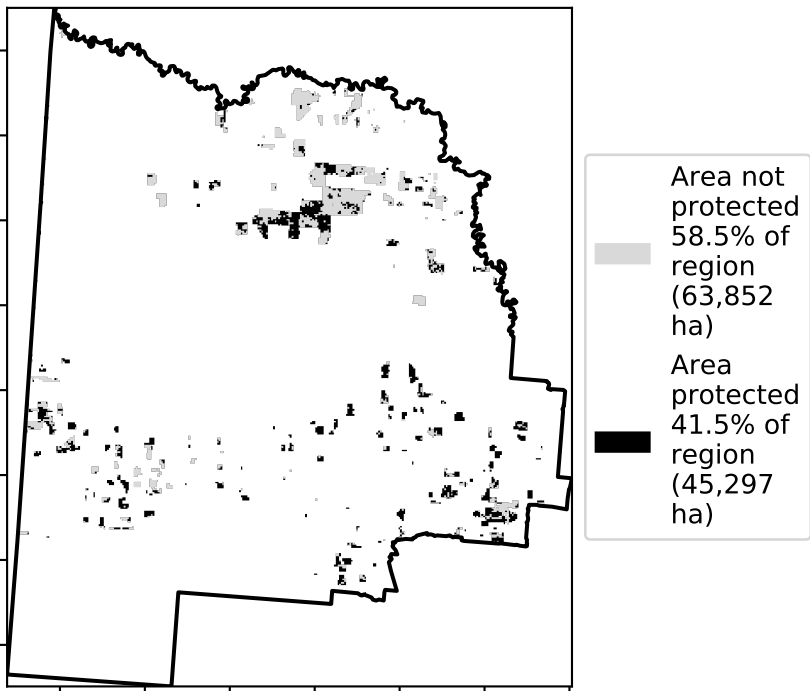 Area not
protected
58.5% of
region
(63,852
ha)
Area
protected
41.5% of
region
(45,297
ha)